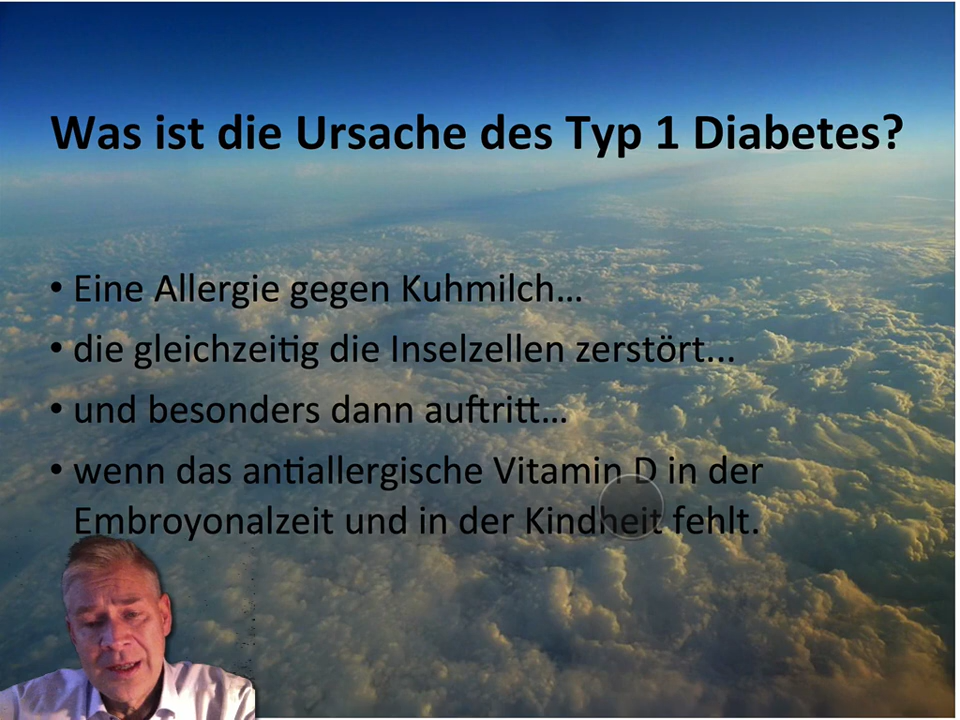 Was ist die Ursache des Typ 1 Diabetes?
• Eine Allergie gegen Kuhmilch...
• die gleichzeitig die Inselzellen zerstört...
• und besonders dann auftritt...
• wenn das antiallergische Vitamin D in der
Embroyonalzeit und in der Kindheit fehlt.